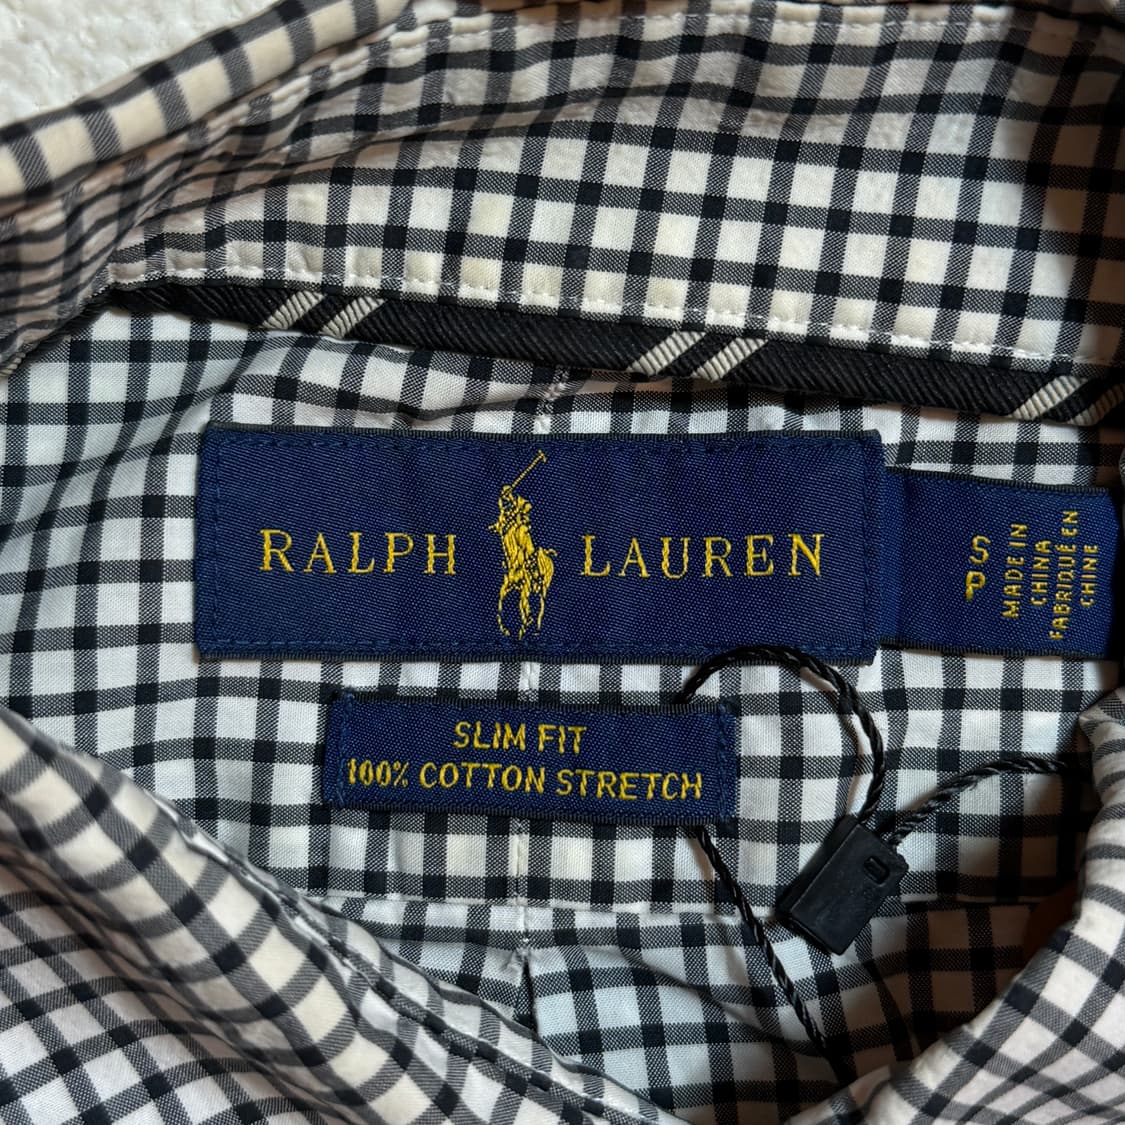 RALPH LAUREN
S
P
MADE IN
CHINA
FABRIQUÉ EN
CHINE
SLIM FIT
100% COTTON STRETCH